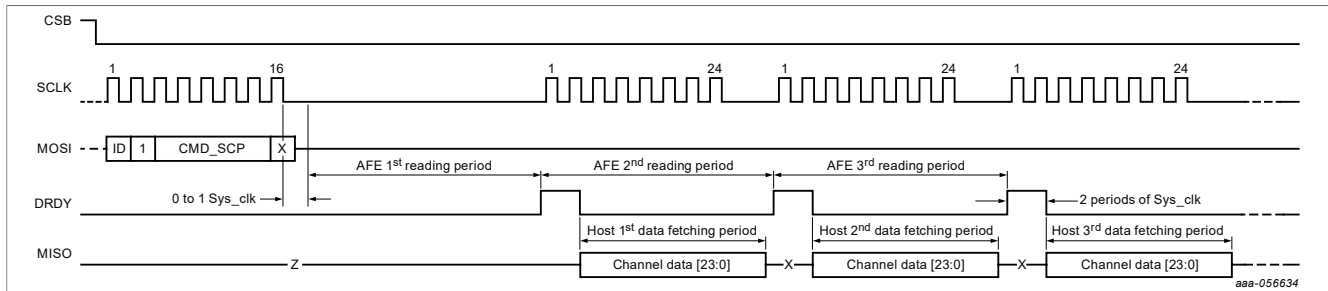 CSB
1 16 1 24 1 24 1 24
SCLK
MOSI ID 1 CMD_SCP X
AFE 1st reading period AFE 2nd reading period AFE 3rd reading period
0 to 1 Sys_clk 2 periods of Sys_clk
DRDY
Host 1st data fetching period Host 2nd data fetching period Host 3rd data fetching period
MISO Z Channel data [23:0] X Channel data [23:0] X Channel data [23:0]
aaa-056634